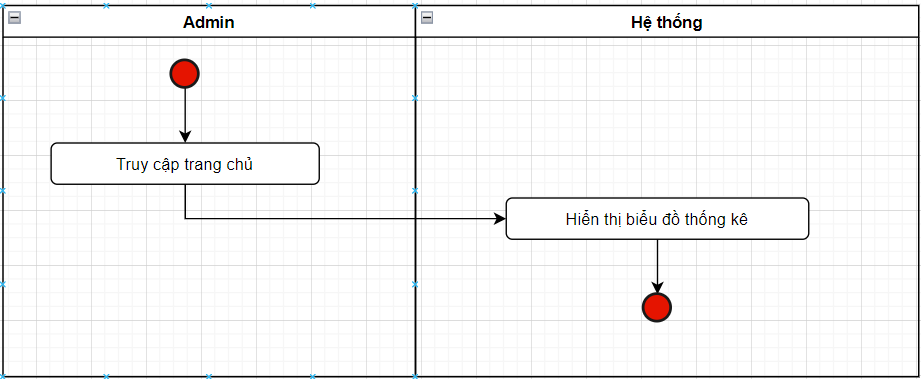 Admin
Hệ thống
Truy cập trang chủ
Hiển thị biểu đồ thống kê